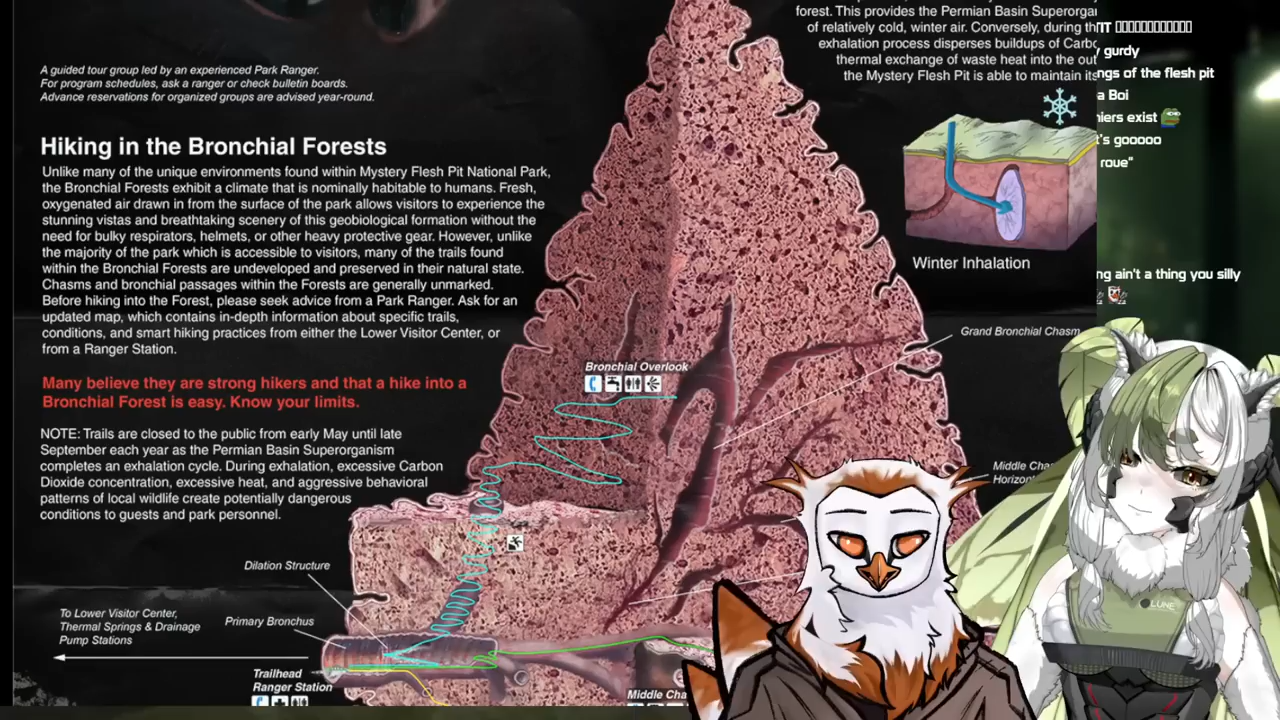 forest. This provides the Permian Basin Superorga
of relatively cold, winter air. Conversely, during th
exhalation process disperses buildups of Carbo
thermal exchange of waste heat into the out
the Mystery Flesh Pit is able to maintain its
A guided tour group led by an experienced Park Ranger.
For program schedules, ask a ranger or check bulletin boards.
Advance reservations for organized groups are advised year-round.
Hiking in the Bronchial Forests
Unlike many of the unique environments found within Mystery Flesh Pit National Park,
the Bronchial Forests exhibit a climate that is nominally habitable to humans. Fresh,
oxygenated air drawn in from the surface of the park allows visitors to experience the
stunning vistas and breathtaking scenery of this geobiological formation without the
need for bulky respirators, helmets, or other heavy protective gear. However, unlike
the majority of the park which is accessible to visitors, many of the trails found
within the Bronchial Forests are undeveloped and preserved in their natural state.
Chasms and bronchial passages within the Forests are generally unmarked.
Before hiking into the Forest, please seek advice from a Park Ranger. Ask for an
updated map, which contains in-depth information about specific trails,
conditions, and smart hiking practices from either the Lower Visitor Center, or
from a Ranger Station.
Many believe they are strong hikers and that a hike into a
Bronchial Forest is easy. Know your limits.
NOTE: Trails are closed to the public from early May until late
September each year as the Permian Basin Superorganism
completes an exhalation cycle. During exhalation, excessive Carbon
Dioxide concentration, excessive heat, and aggressive behavioral
patterns of local wildlife create potentially dangerous
conditions to guests and park personnel.
Winter Inhalation
Grand Bronchial Chasm
Bronchial Overlook
Middle Cha
Horizont
Dilation Structure
Primary Bronchus
To Lower Visitor Center,
Thermal Springs & Drainage
Pump Stations
Trailhead
Ranger Station
Middle Cha
gurdy
ngs of the flesh pit
a Boi
niers exist
t's gooooo
roue"
ng ain't a thing you silly
LUNE